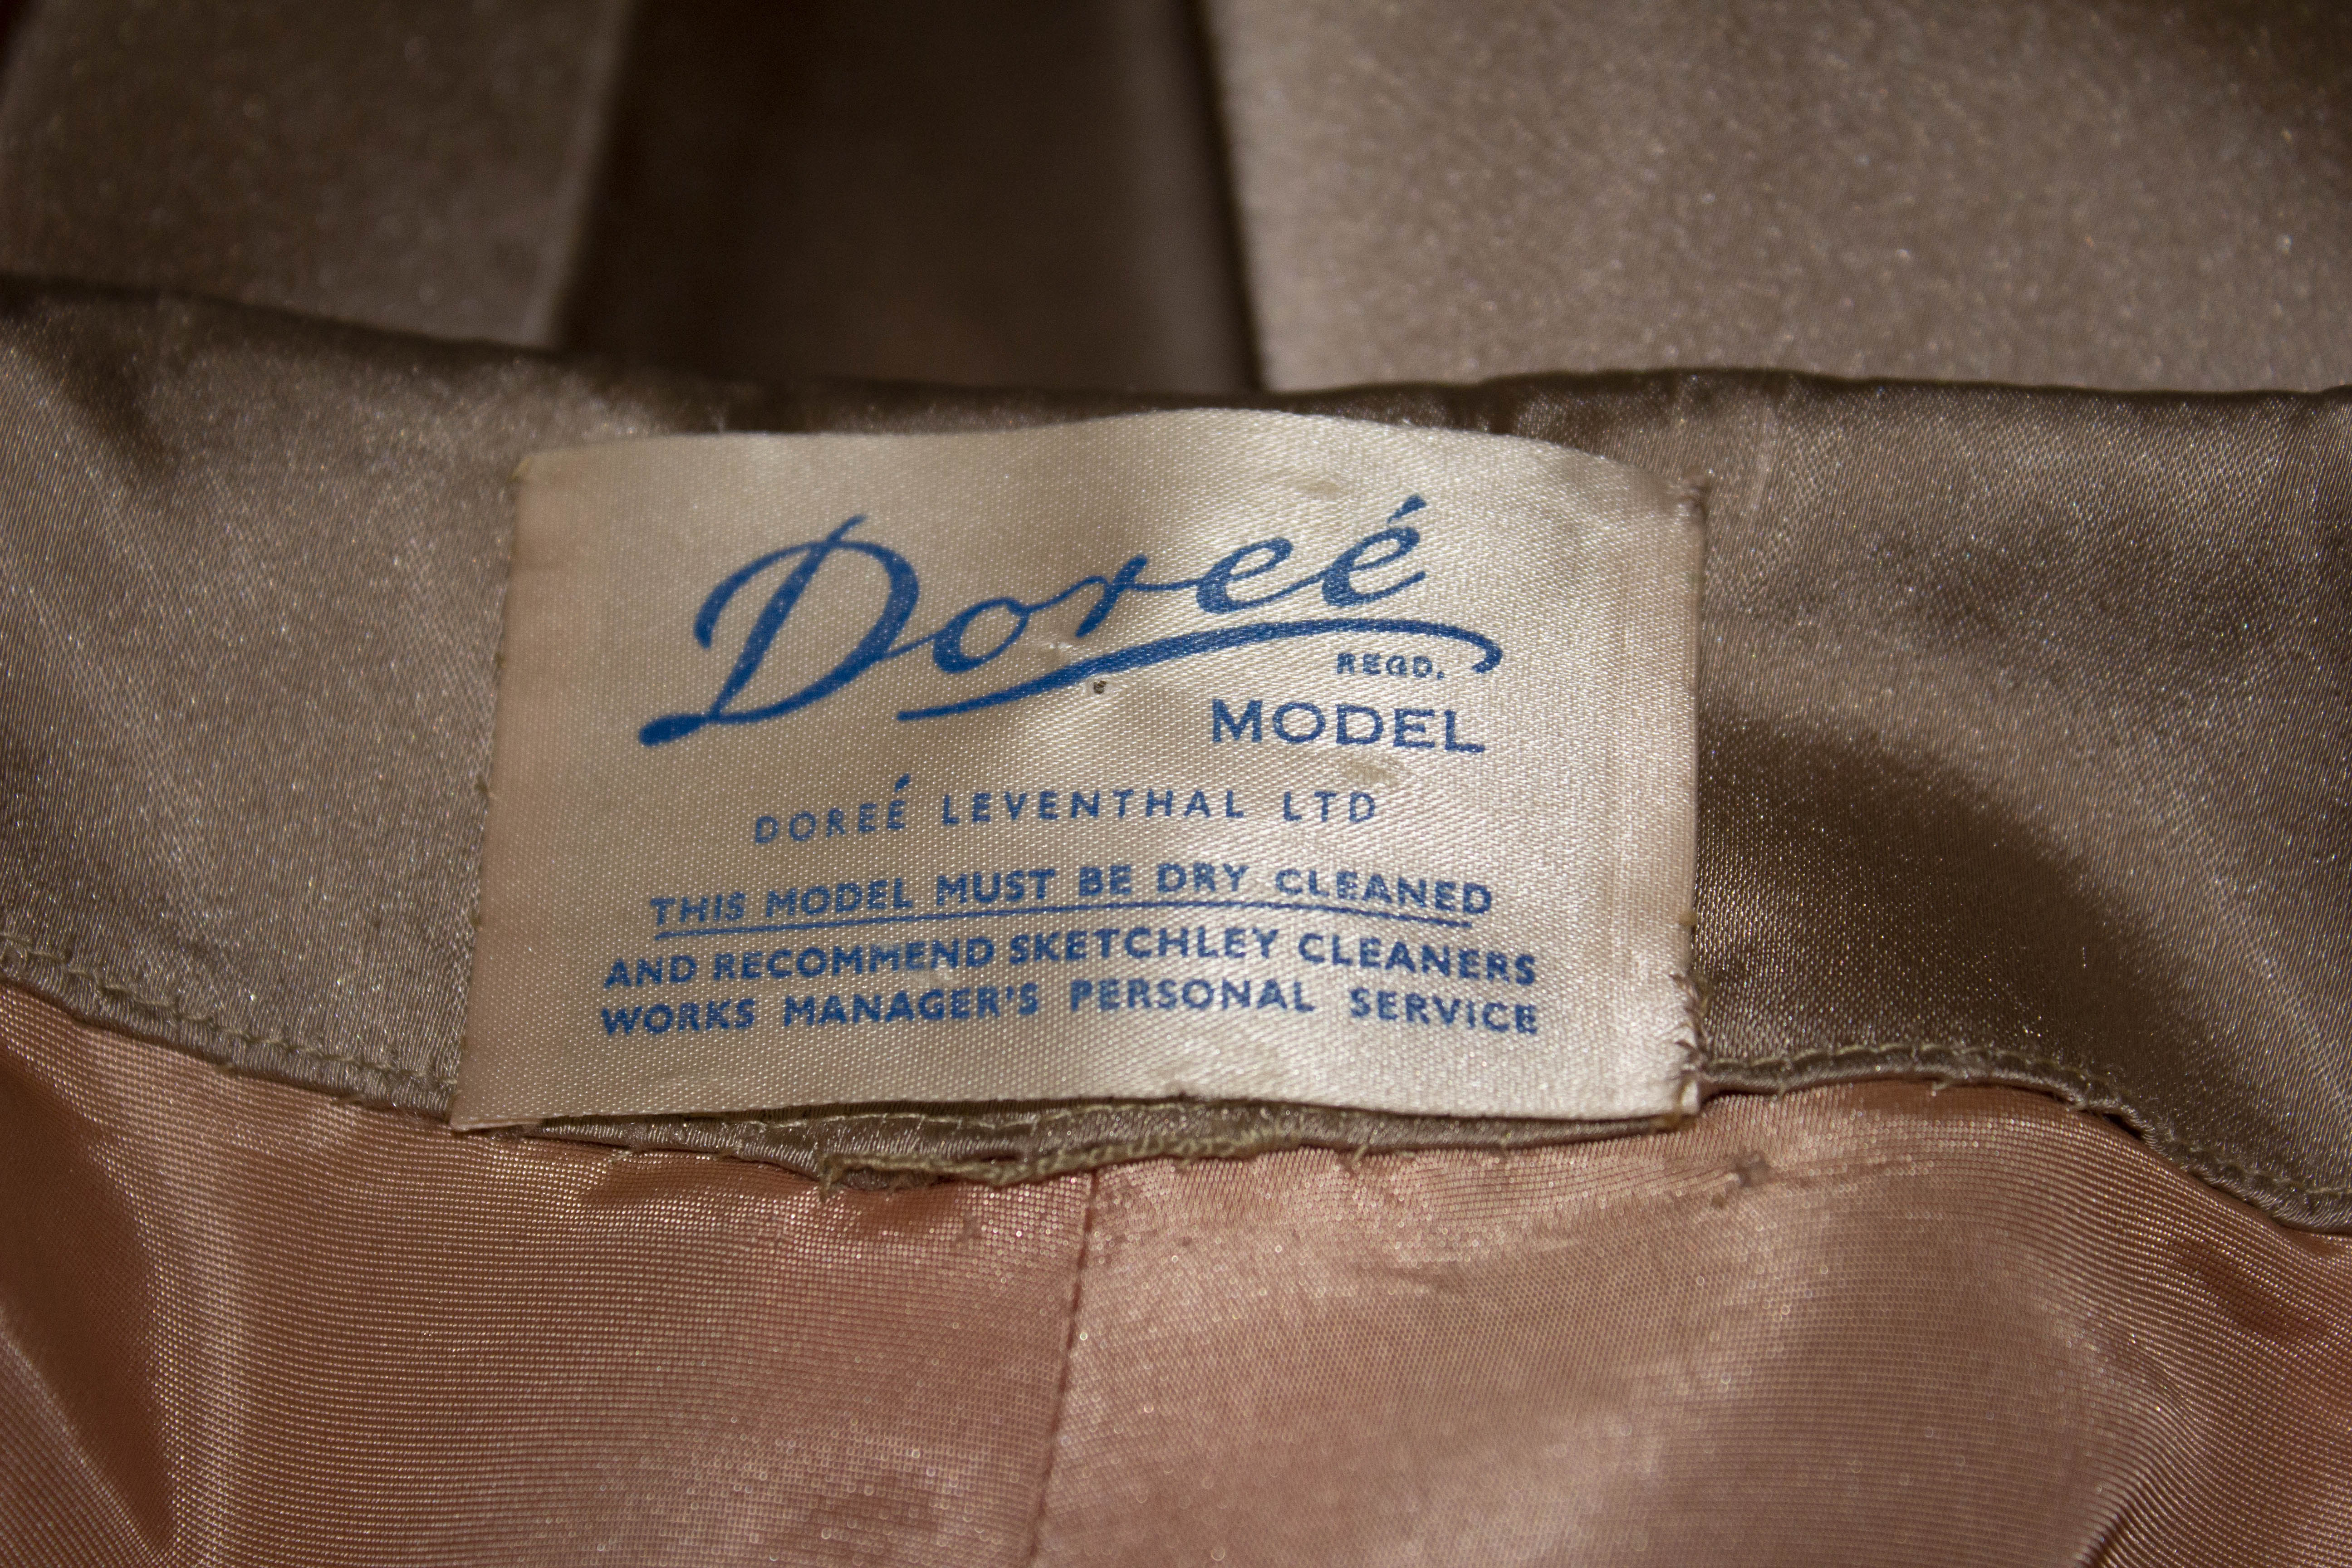 Doreé
REGD.
MODEL
DOREÉ LEVENTHAL LTD
THIS MODEL MUST BE DRY CLEANED
AND RECOMMEND SKETCHLEY CLEANERS
WORKS MANAGER'S PERSONAL SERVICE